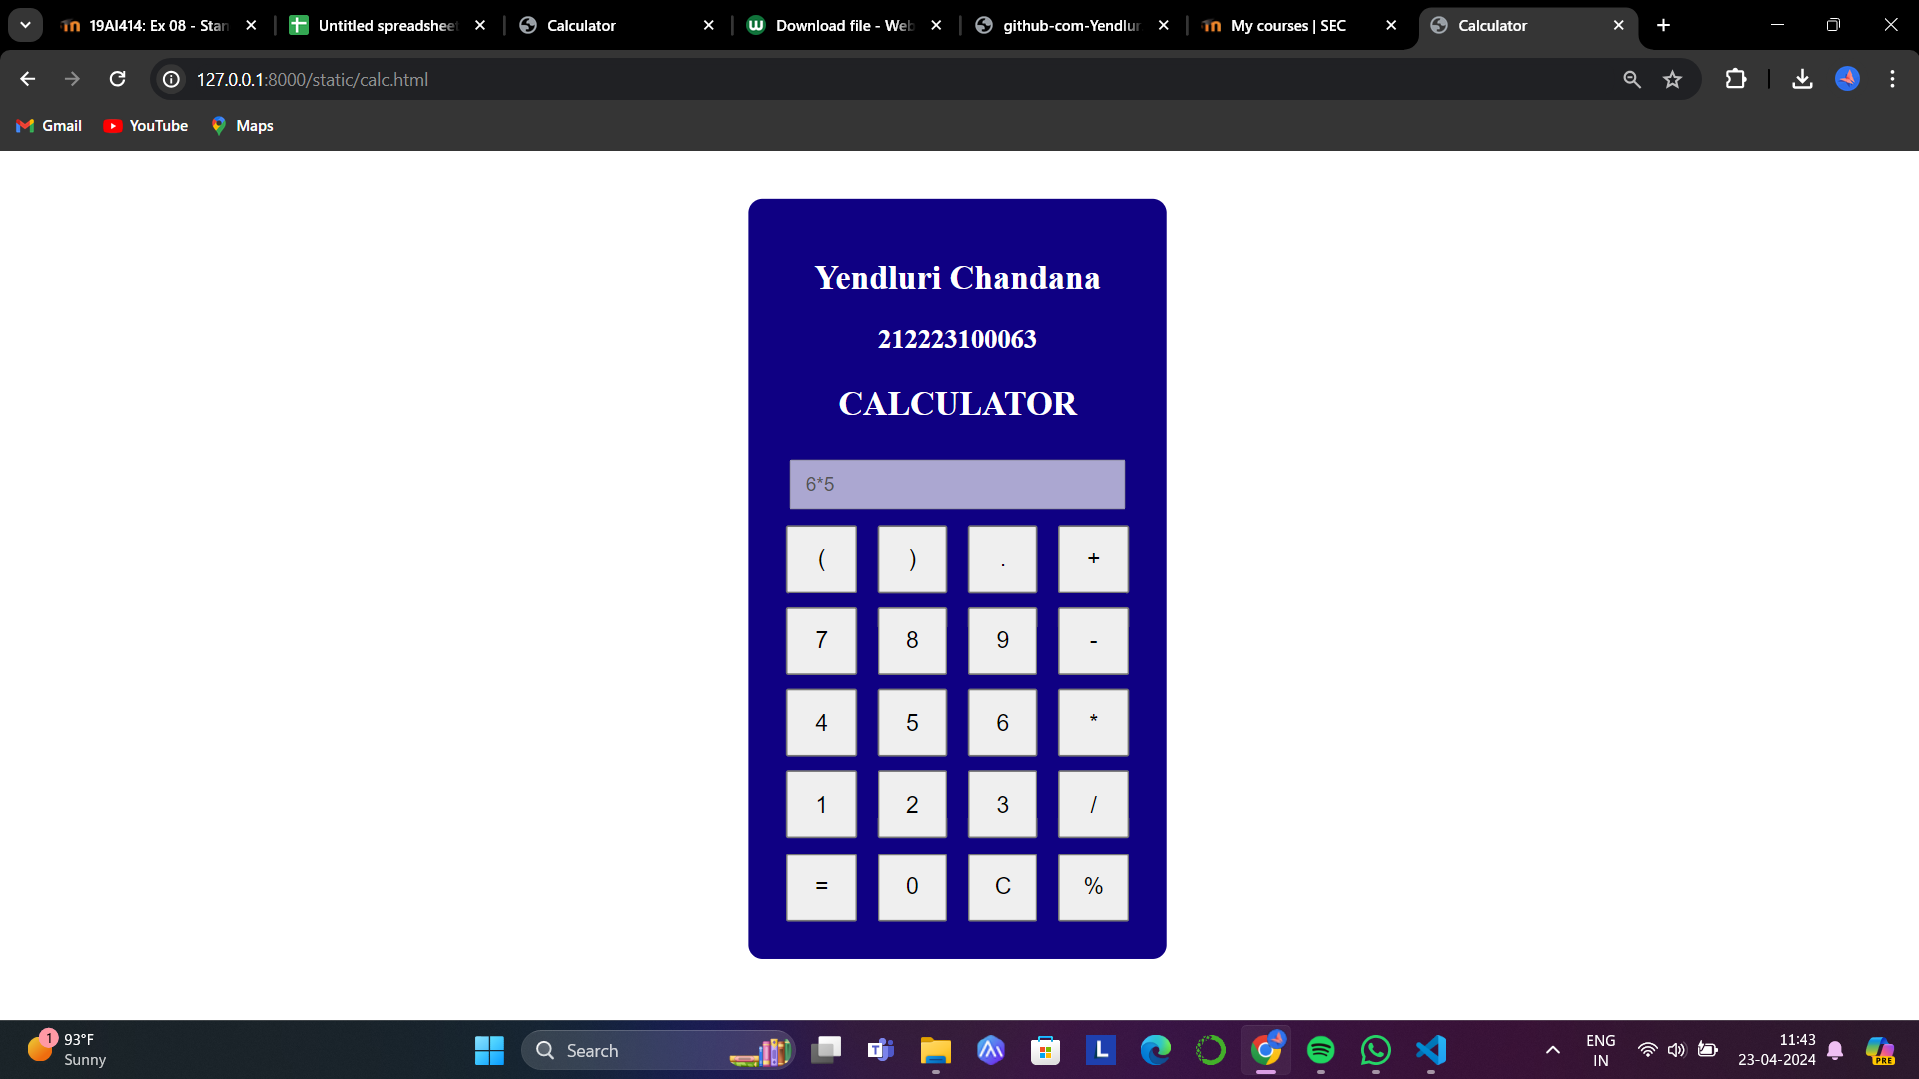 19AI414: Ex 08 - Stan
Untitled spreadsheet
Calculator
Download file - Web
github-com-Yendlur
My courses | SEC
Calculator
127.0.0.1:8000/static/calc.html
Gmail
YouTube
Maps
Yendluri Chandana
212223100063
CALCULATOR
6*5
( ) . +
7 8 9 -
4 5 6 *
1 2 3 /
= 0 C %
1
93°F
Sunny
Search
L
ENG
IN
11:43
23-04-2024
PRE